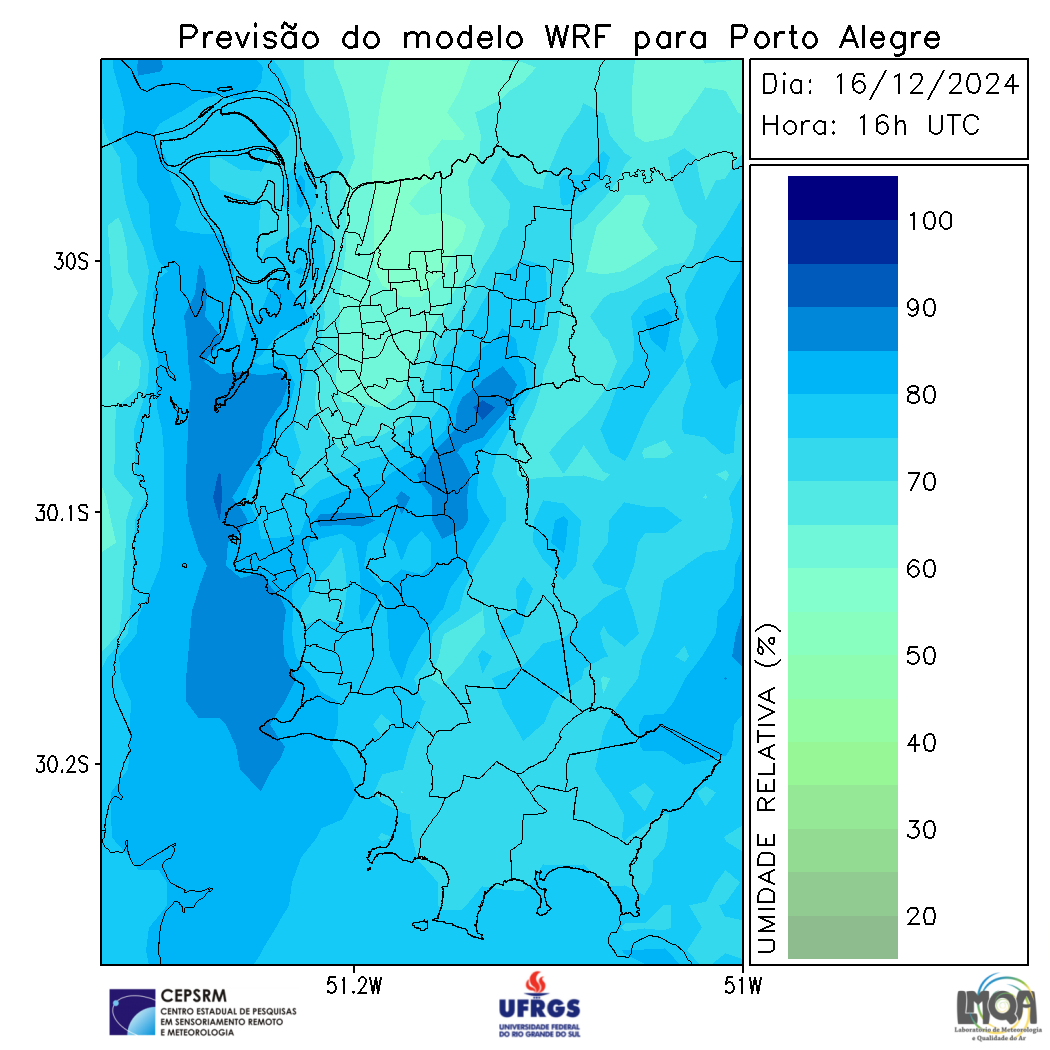 Previsão do modelo WRF para Porto Alegre
Dia: 16/12/2024
Hora: 16h UTC
30S
30.1S
30.2S
51.2W
51W
100
90
80
70
60
50
40
30
20
UMIDADE RELATIVA (%)
CEPSRM
CENTRO ESTADUAL DE PESQUISAS
EM SENSORIAMENTO REMOTO
E METEOROLOGIA
UFRGS
UNIVERSIDADE FEDERAL
DO RIO GRANDE DO SUL
LMQA
Laboratório de Meteorologia
e Qualidade do Ar